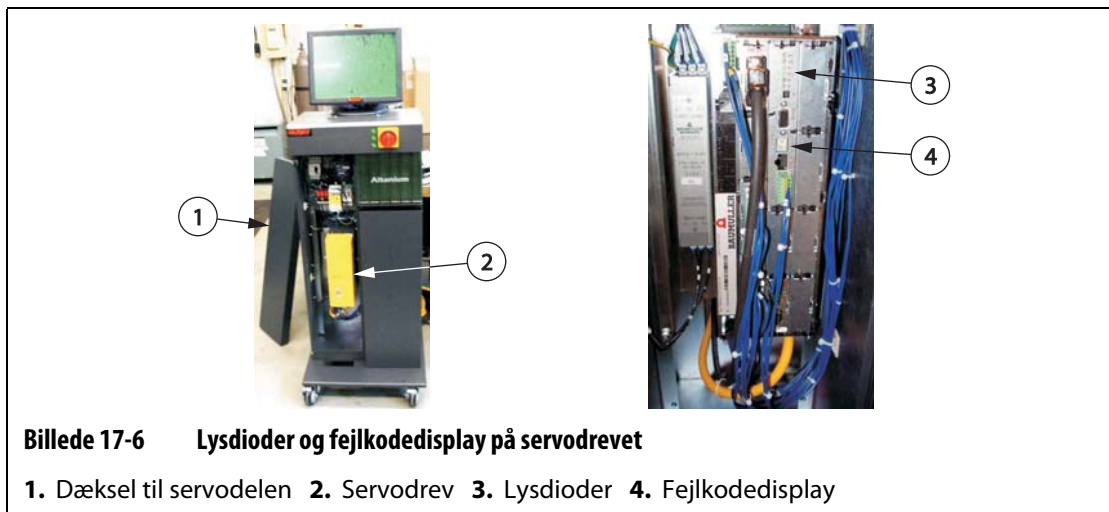 Altanium
BAUMULLER
1
2
3
4
Billede 17-6 Lysdioder og fejlkodedisplay på servodrevet
1. Dæksel til servodelen 2. Servodrev 3. Lysdioder 4. Fejlkodedisplay